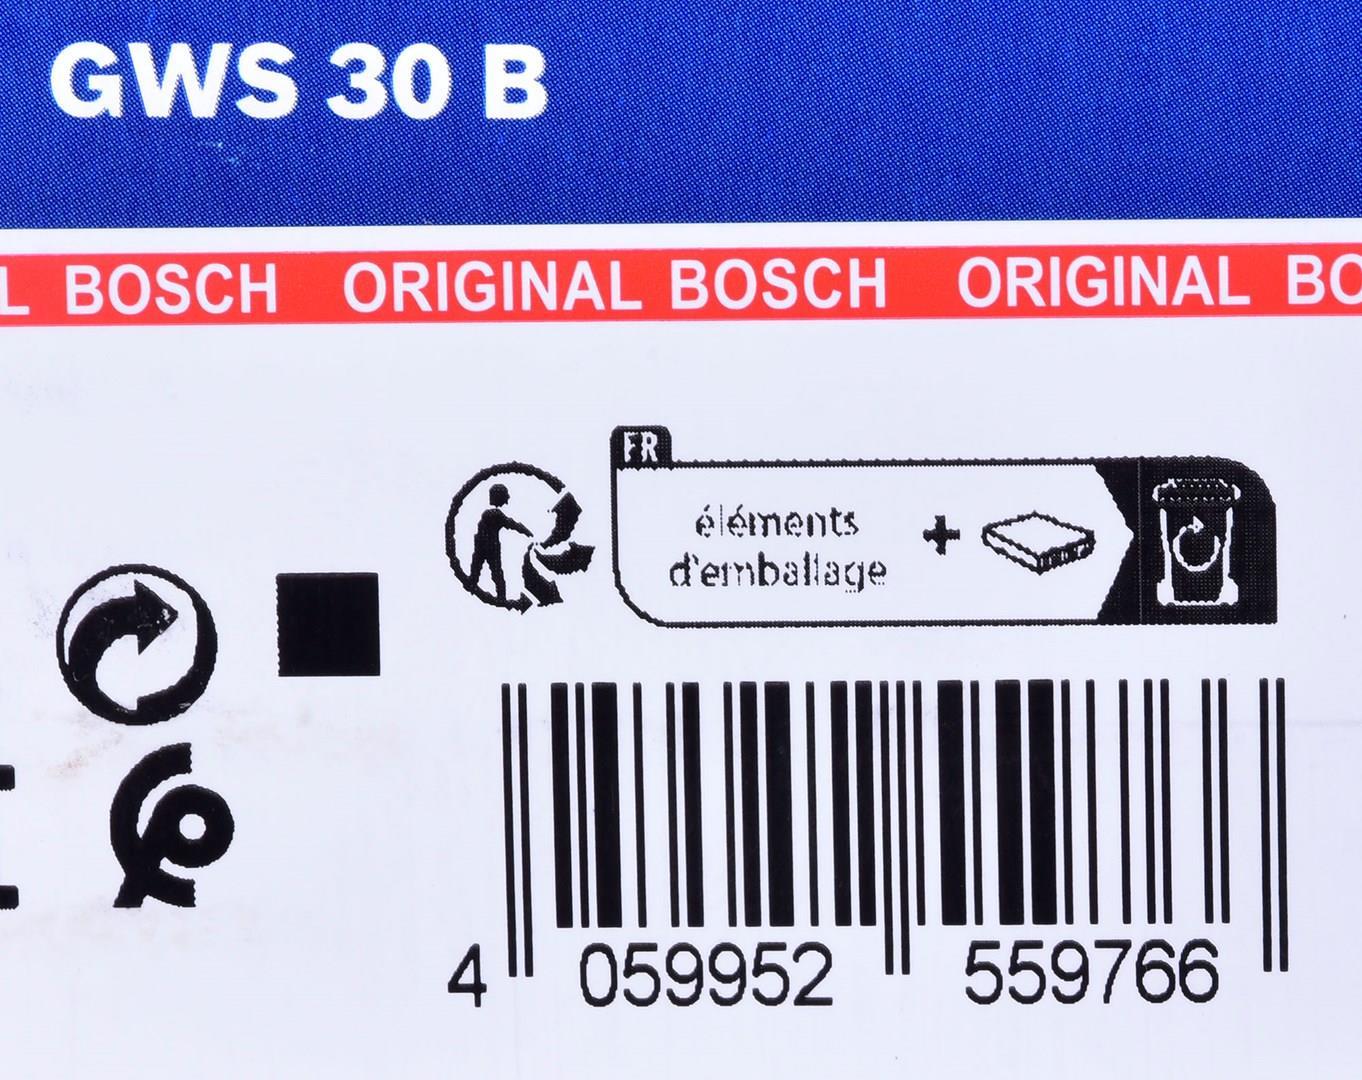 GWS 30 B
L BOSCH ORIGINAL BOSCH ORIGINAL BO
FR
éléments
d'emballage
4 059952 559766